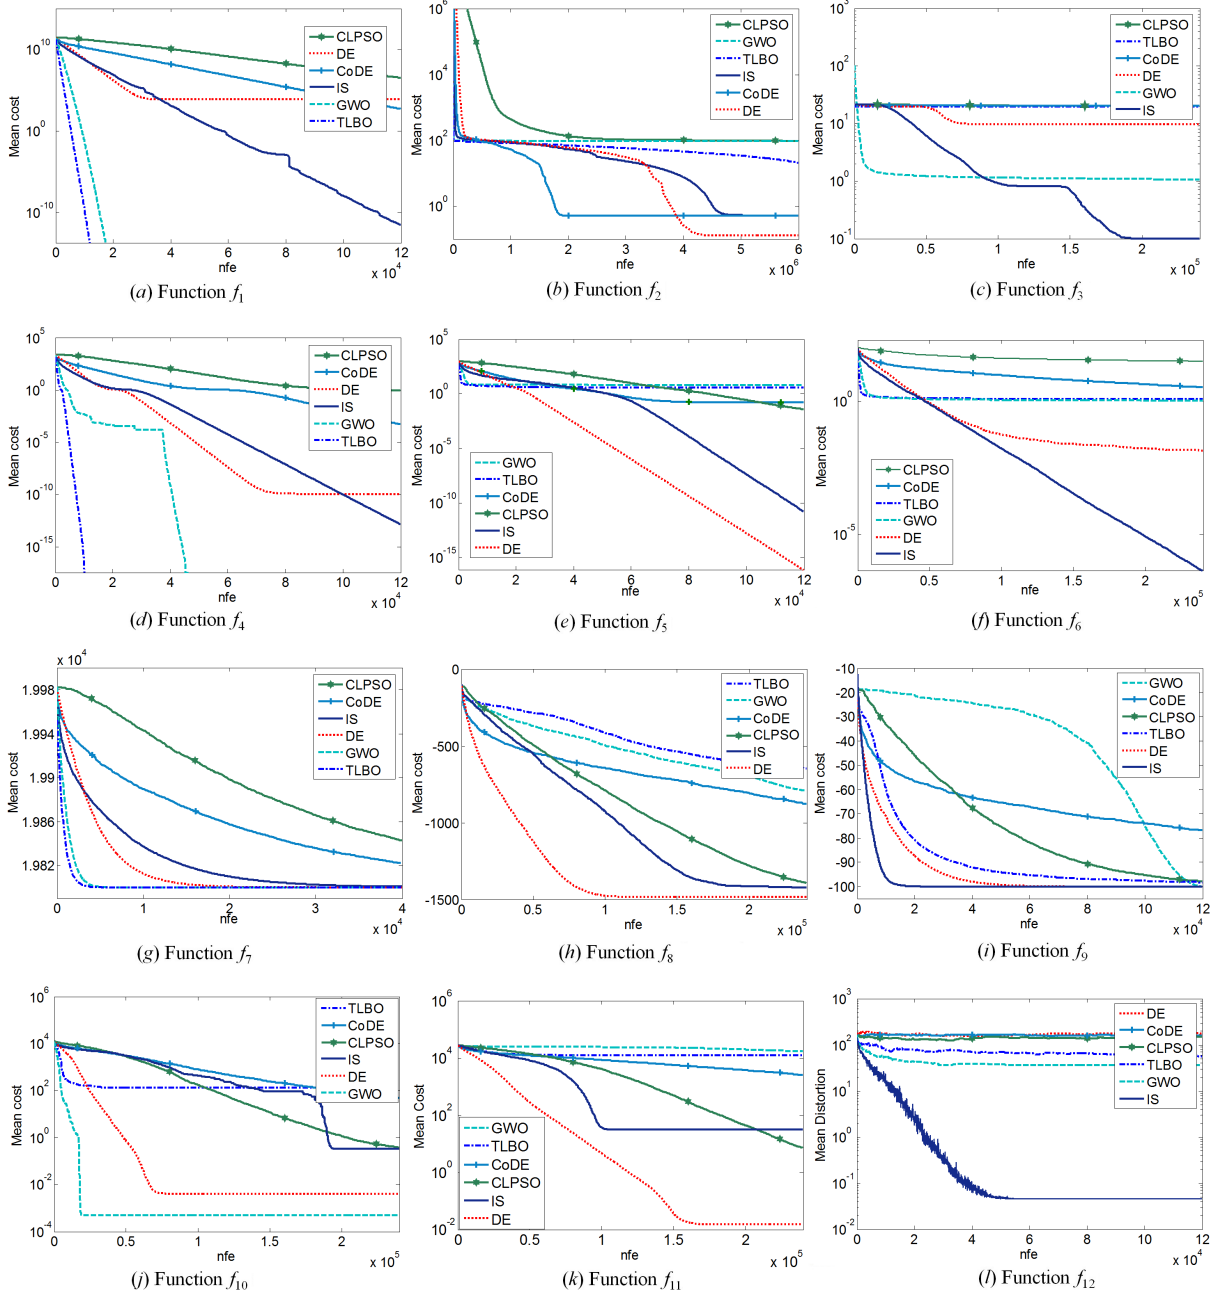 10^10
10^0
10^-10
Mean cost
CLPSO
DE
CoDE
IS
GWO
TLBO
0 2 4 6 8 10 12
nfe
x 10^4
(a) Function f1
10^6
10^4
10^2
10^0
Mean cost
CLPSO
GWO
TLBO
IS
CoDE
DE
0 1 2 3 4 5 6
nfe
x 10^6
(b) Function f2
10^3
10^2
10^1
10^0
10^-1
Mean cost
CLPSO
TLBO
DE
GWO
IS
0 0.5 1 1.5 2
nfe
x 10^5
(c) Function f3
10^5
10^0
10^-5
10^-10
10^-15
Mean cost
CLPSO
CoDE
DE
IS
GWO
TLBO
0 2 4 6 8 10 12
nfe
x 10^4
(d) Function f4
10^5
10^0
10^-5
10^-10
10^-15
Mean cost
GWO
TLBO
CoDE
CLPSO
IS
DE
0 2 4 6 8 10 12
nfe
x 10^4
(e) Function f5
10^0
10^-5
Mean cost
CLPSO
CoDE
TLBO
GWO
DE
IS
0 0.5 1 1.5 2
nfe
x 10^5
(f) Function f6
x 10^4
1.998
1.994
1.99
1.986
1.982
Mean cost
CLPSO
CoDE
IS
DE
GWO
TLBO
0 10 20 30 40
nfe
x 10^4
(g) Function f7
0
-500
-1000
-1500
Mean cost
TLBO
GWO
CoDE
CLPSO
IS
DE
0 0.5 1 1.5 2
nfe
x 10^5
(h) Function f8
-10
-20
-30
-40
-50
-60
-70
-80
-90
-100
Mean cost
GWO
CoDE
CLPSO
TLBO
DE
IS
0 2 4 6 8 10 12
nfe
x 10^4
(i) Function f9
10^6
10^4
10^2
10^0
10^-2
10^-4
Mean cost
TLBO
CoDE
CLPSO
IS
DE
GWO
0 0.5 1 1.5 2
nfe
x 10^5
(j) Function f10
10^6
10^4
10^2
10^0
10^-2
Mean Cost
GWO
TLBO
CoDE
CLPSO
IS
DE
0 0.5 1 1.5 2
nfe
x 10^5
(k) Function f11
10^3
10^2
10^1
10^0
10^-1
10^-2
Mean Distortion
DE
CoDE
CLPSO
TLBO
GWO
IS
0 2 4 6 8 10 12
nfe
x 10^4
(l) Function f12